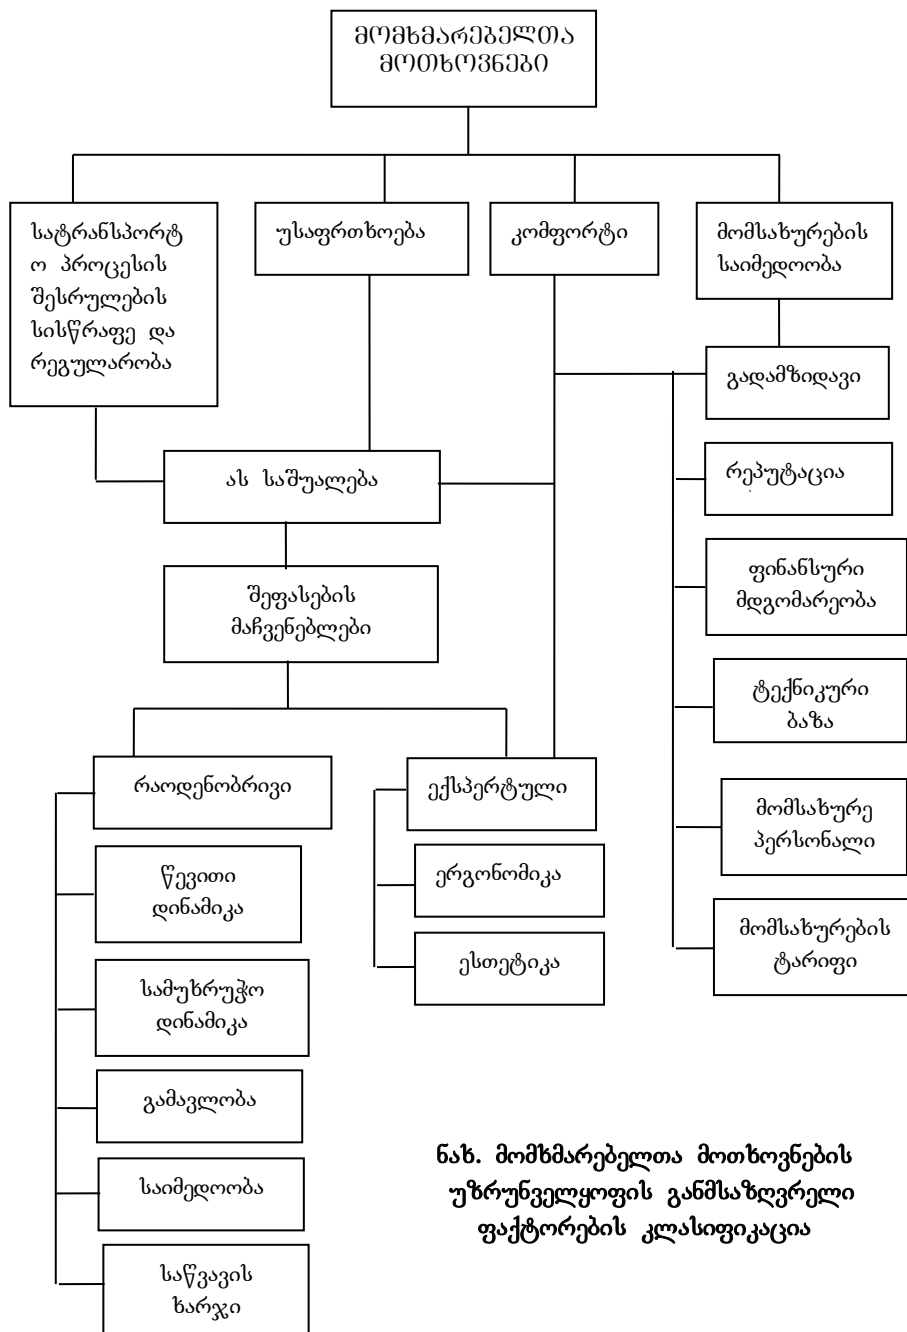 მომხმარებელთა
მოთხოვნები
სატრანსპორტ
ო პროცესის
შესრულების
სისწრაფე და
რეგულარობა
უსაფრთხოება
კომფორტი
მომსახურების
საიმედოობა
გადამზიდავი
ას საშუალება
რეპუტაცია
ფინანსური
მდგომარეობა
შეფასების
მაჩვენებლები
ტექნიკური
ბაზა
რაოდენობრივი
ექსპერტული
მომსახურე
პერსონალი
წევითი
დინამიკა
ერგონომიკა
მომსახურების
ტარიფი
ესთეტიკა
სამუხრუჭო
დინამიკა
გამავლობა
საიმედოობა
საწვავის
ხარჯი
ნახ. მომხმარებელთა მოთხოვნების
უზრუნველყოფის განმსაზღვრელი
ფაქტორების კლასიფიკაცია